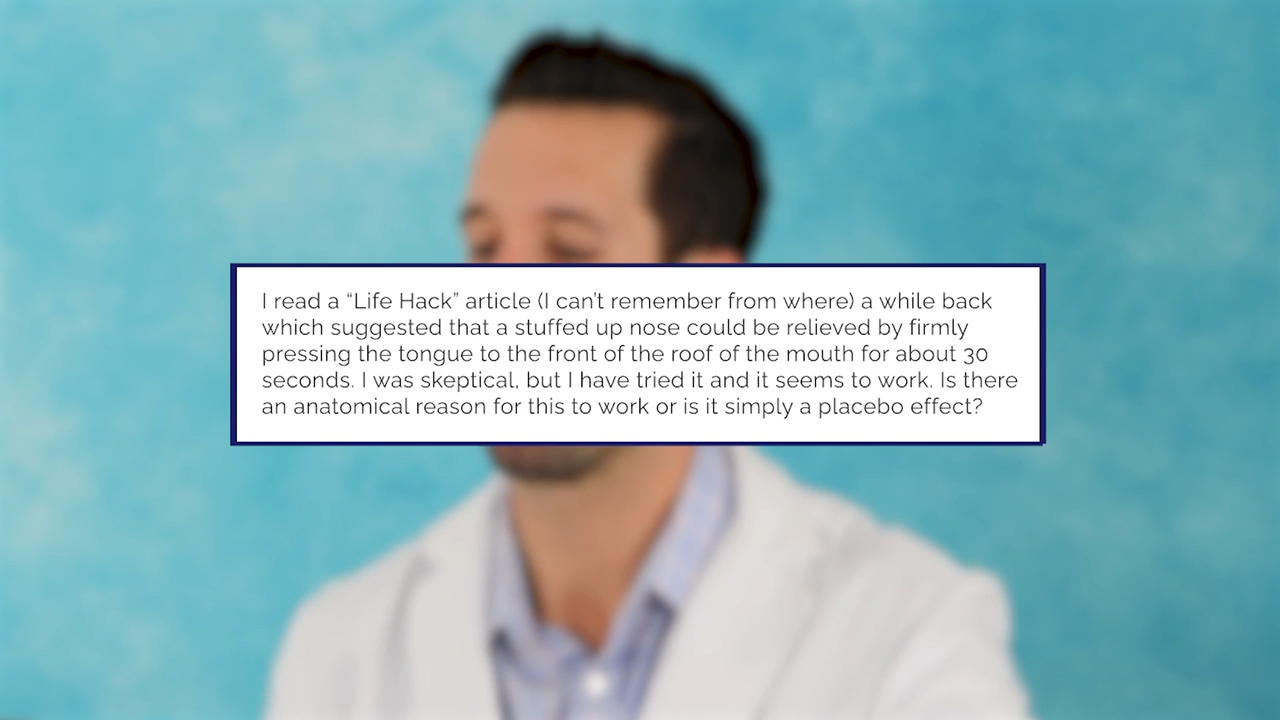 I read a “Life Hack” article (I can’t remember from where) a while back
which suggested that a stuffed up nose could be relieved by firmly
pressing the tongue to the front of the roof of the mouth for about 30
seconds. I was skeptical, but I have tried it and it seems to work. Is there
an anatomical reason for this to work or is it simply a placebo effect?